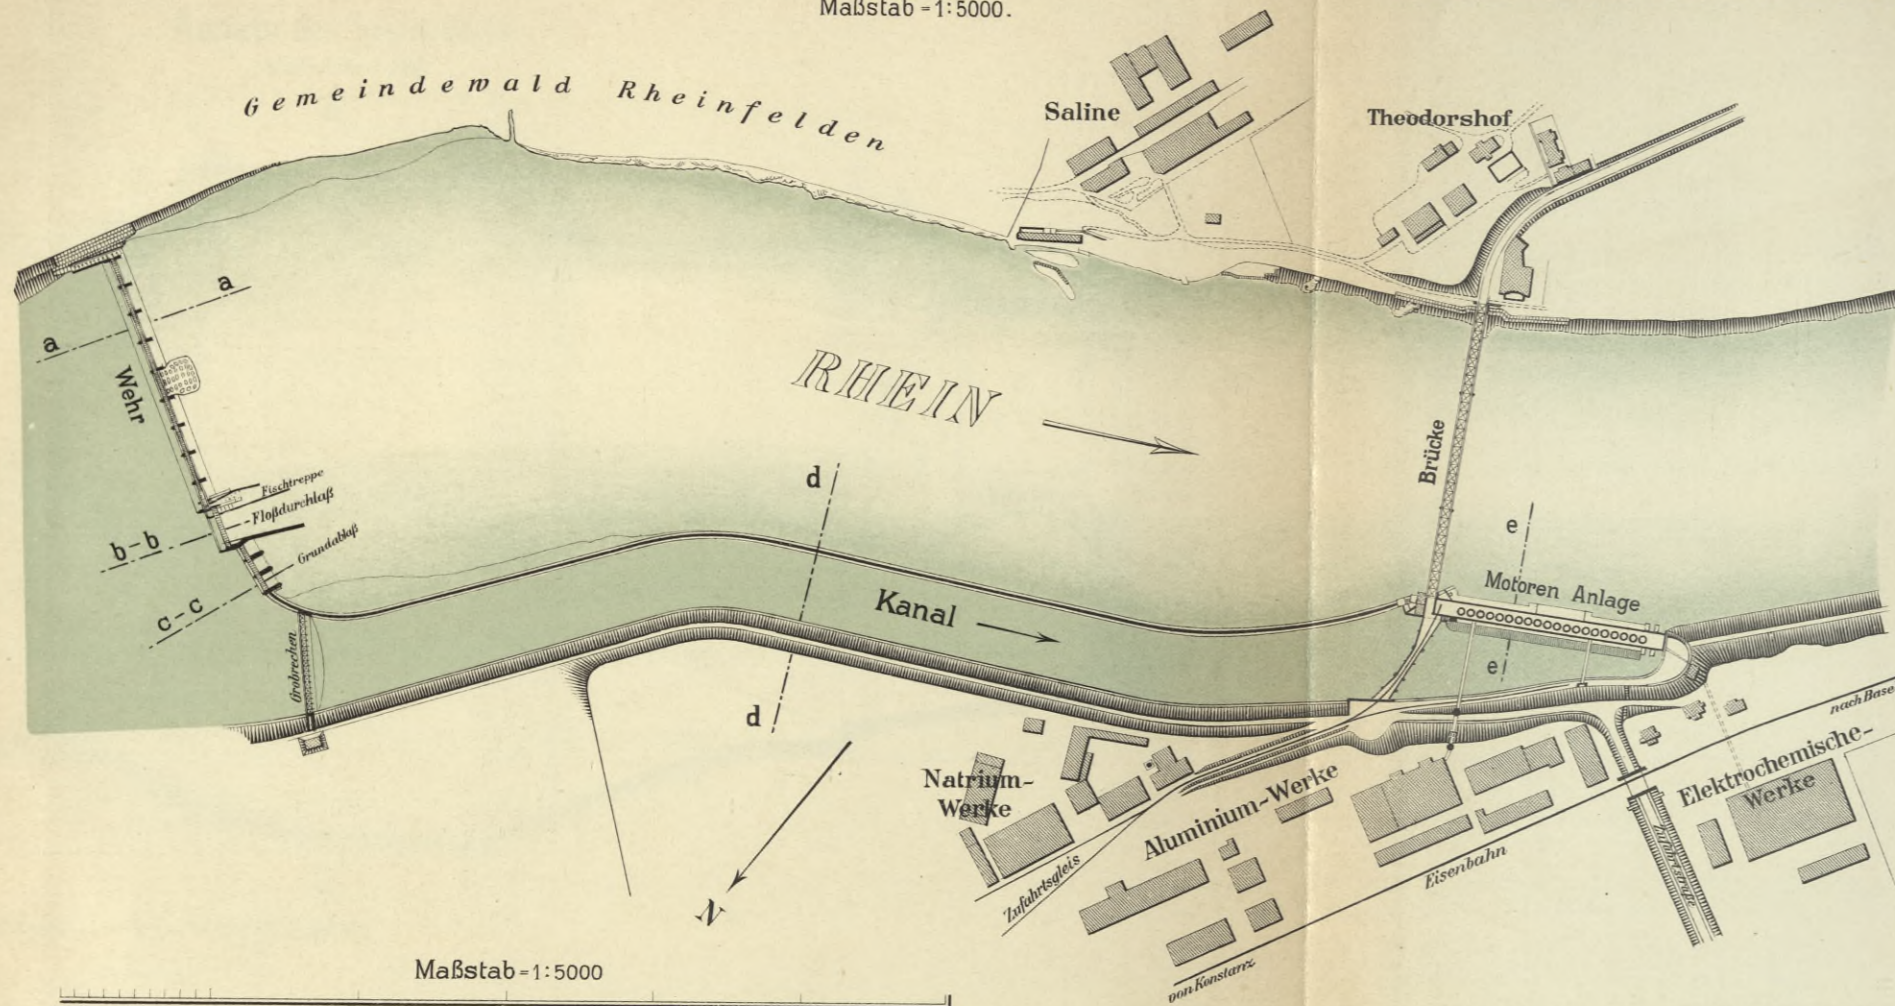 Maßstab = 1:5000.
Gemeindewald Rheinfelden
Saline
Theodorshof
a
a
Wehr
RHEIN
Brücke
Fischtreppe
Floßdurchlaß
Grundablaß
b-b
c-c
d
d
Kanal
e
Motoren Anlage
e
Grobrechen
nach Basel
Natrium-
Werke
Aluminium-Werke
Elektrochemische-
Werke
Zufahrtsgleis
Eisenbahn
Zufahrtstraße
von Konstanz
N
Maßstab = 1:5000